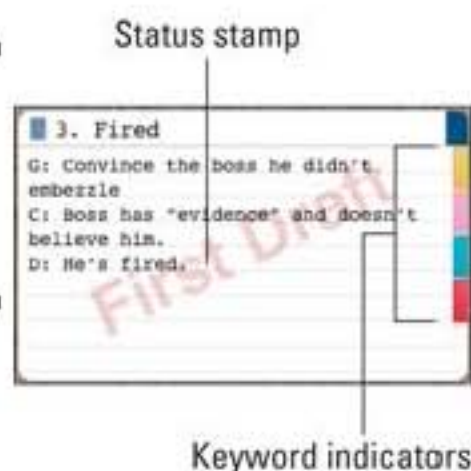 Status stamp
3. Fired
G: Convince the boss he didn't
embezzle
C: Boss has "evidence" and doesn't
believe him.
D: He's fired.
First Draft
Keyword indicators